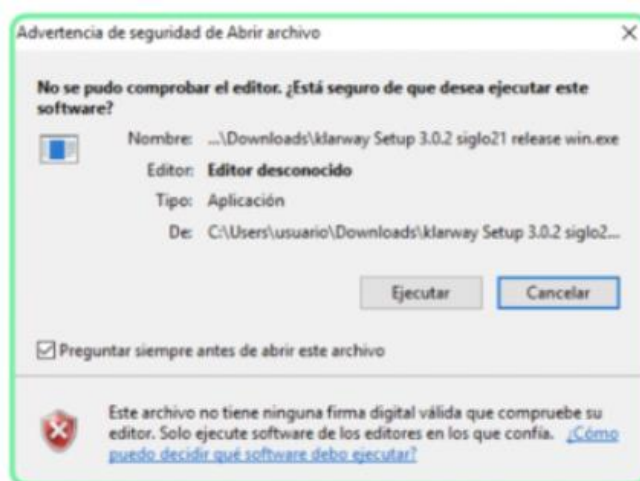 Advertencia de seguridad de Abrir archivo
No se pudo comprobar el editor. ¿Está seguro de que desea ejecutar este
software?
Nombre: ...\Downloads\klarway Setup 3.0.2 siglo21 release win.exe
Editor: Editor desconocido
Tipo: Aplicación
De: C:\Users\usuario\Downloads\klarway Setup 3.0.2 siglo2...
Ejecutar Cancelar
Preguntar siempre antes de abrir este archivo
Este archivo no tiene ninguna firma digital válida que compruebe su
editor. Solo ejecute software de los editores en los que confía. ¿Cómo
puedo decidir qué software debo ejecutar?